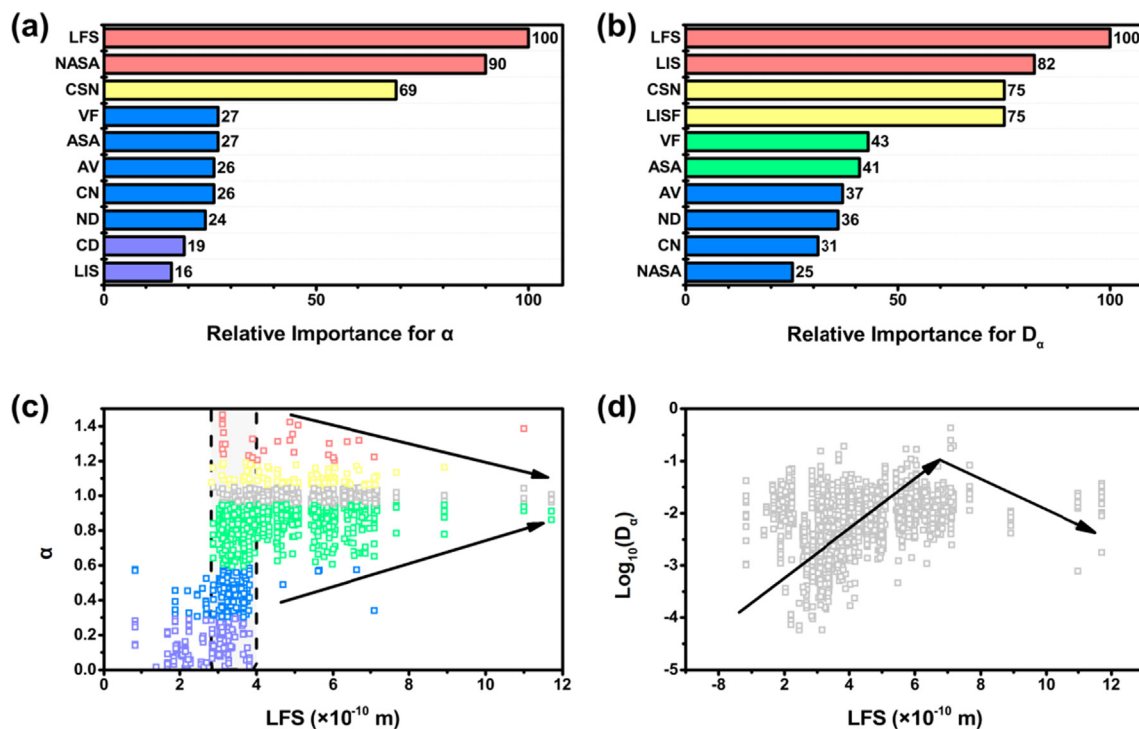 (a)
LFS 100
NASA 90
CSN 69
VF 27
ASA 27
AV 26
CN 26
ND 24
CD 19
LIS 16
0 50 100
Relative Importance for α
(b)
LFS 100
LIS 82
CSN 75
LISF 75
VF 43
ASA 41
AV 37
ND 36
CN 31
NASA 25
0 50 100
Relative Importance for Dα
(c)
1.4
1.2
1.0
0.8
0.6
0.4
0.2
0.0
α
0 2 4 6 8 10 12
LFS (×10⁻¹⁰ m)
(d)
0
-1
-2
-3
-4
-5
Log₁₀(Dα)
-8 2 4 6 8 10 12
LFS (×10⁻¹⁰ m)